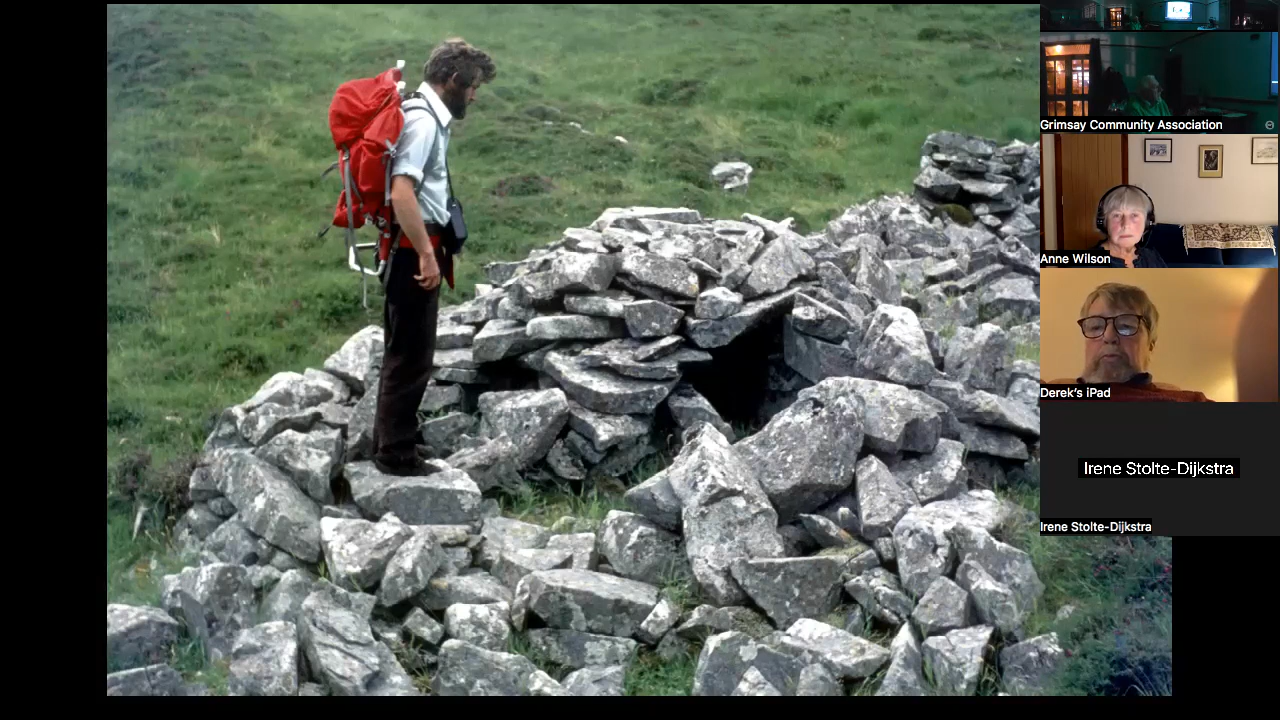 Grimsay Community Association
Anne Wilson
Derek's iPad
Irene Stolte-Dijkstra
Irene Stolte-Dijkstra